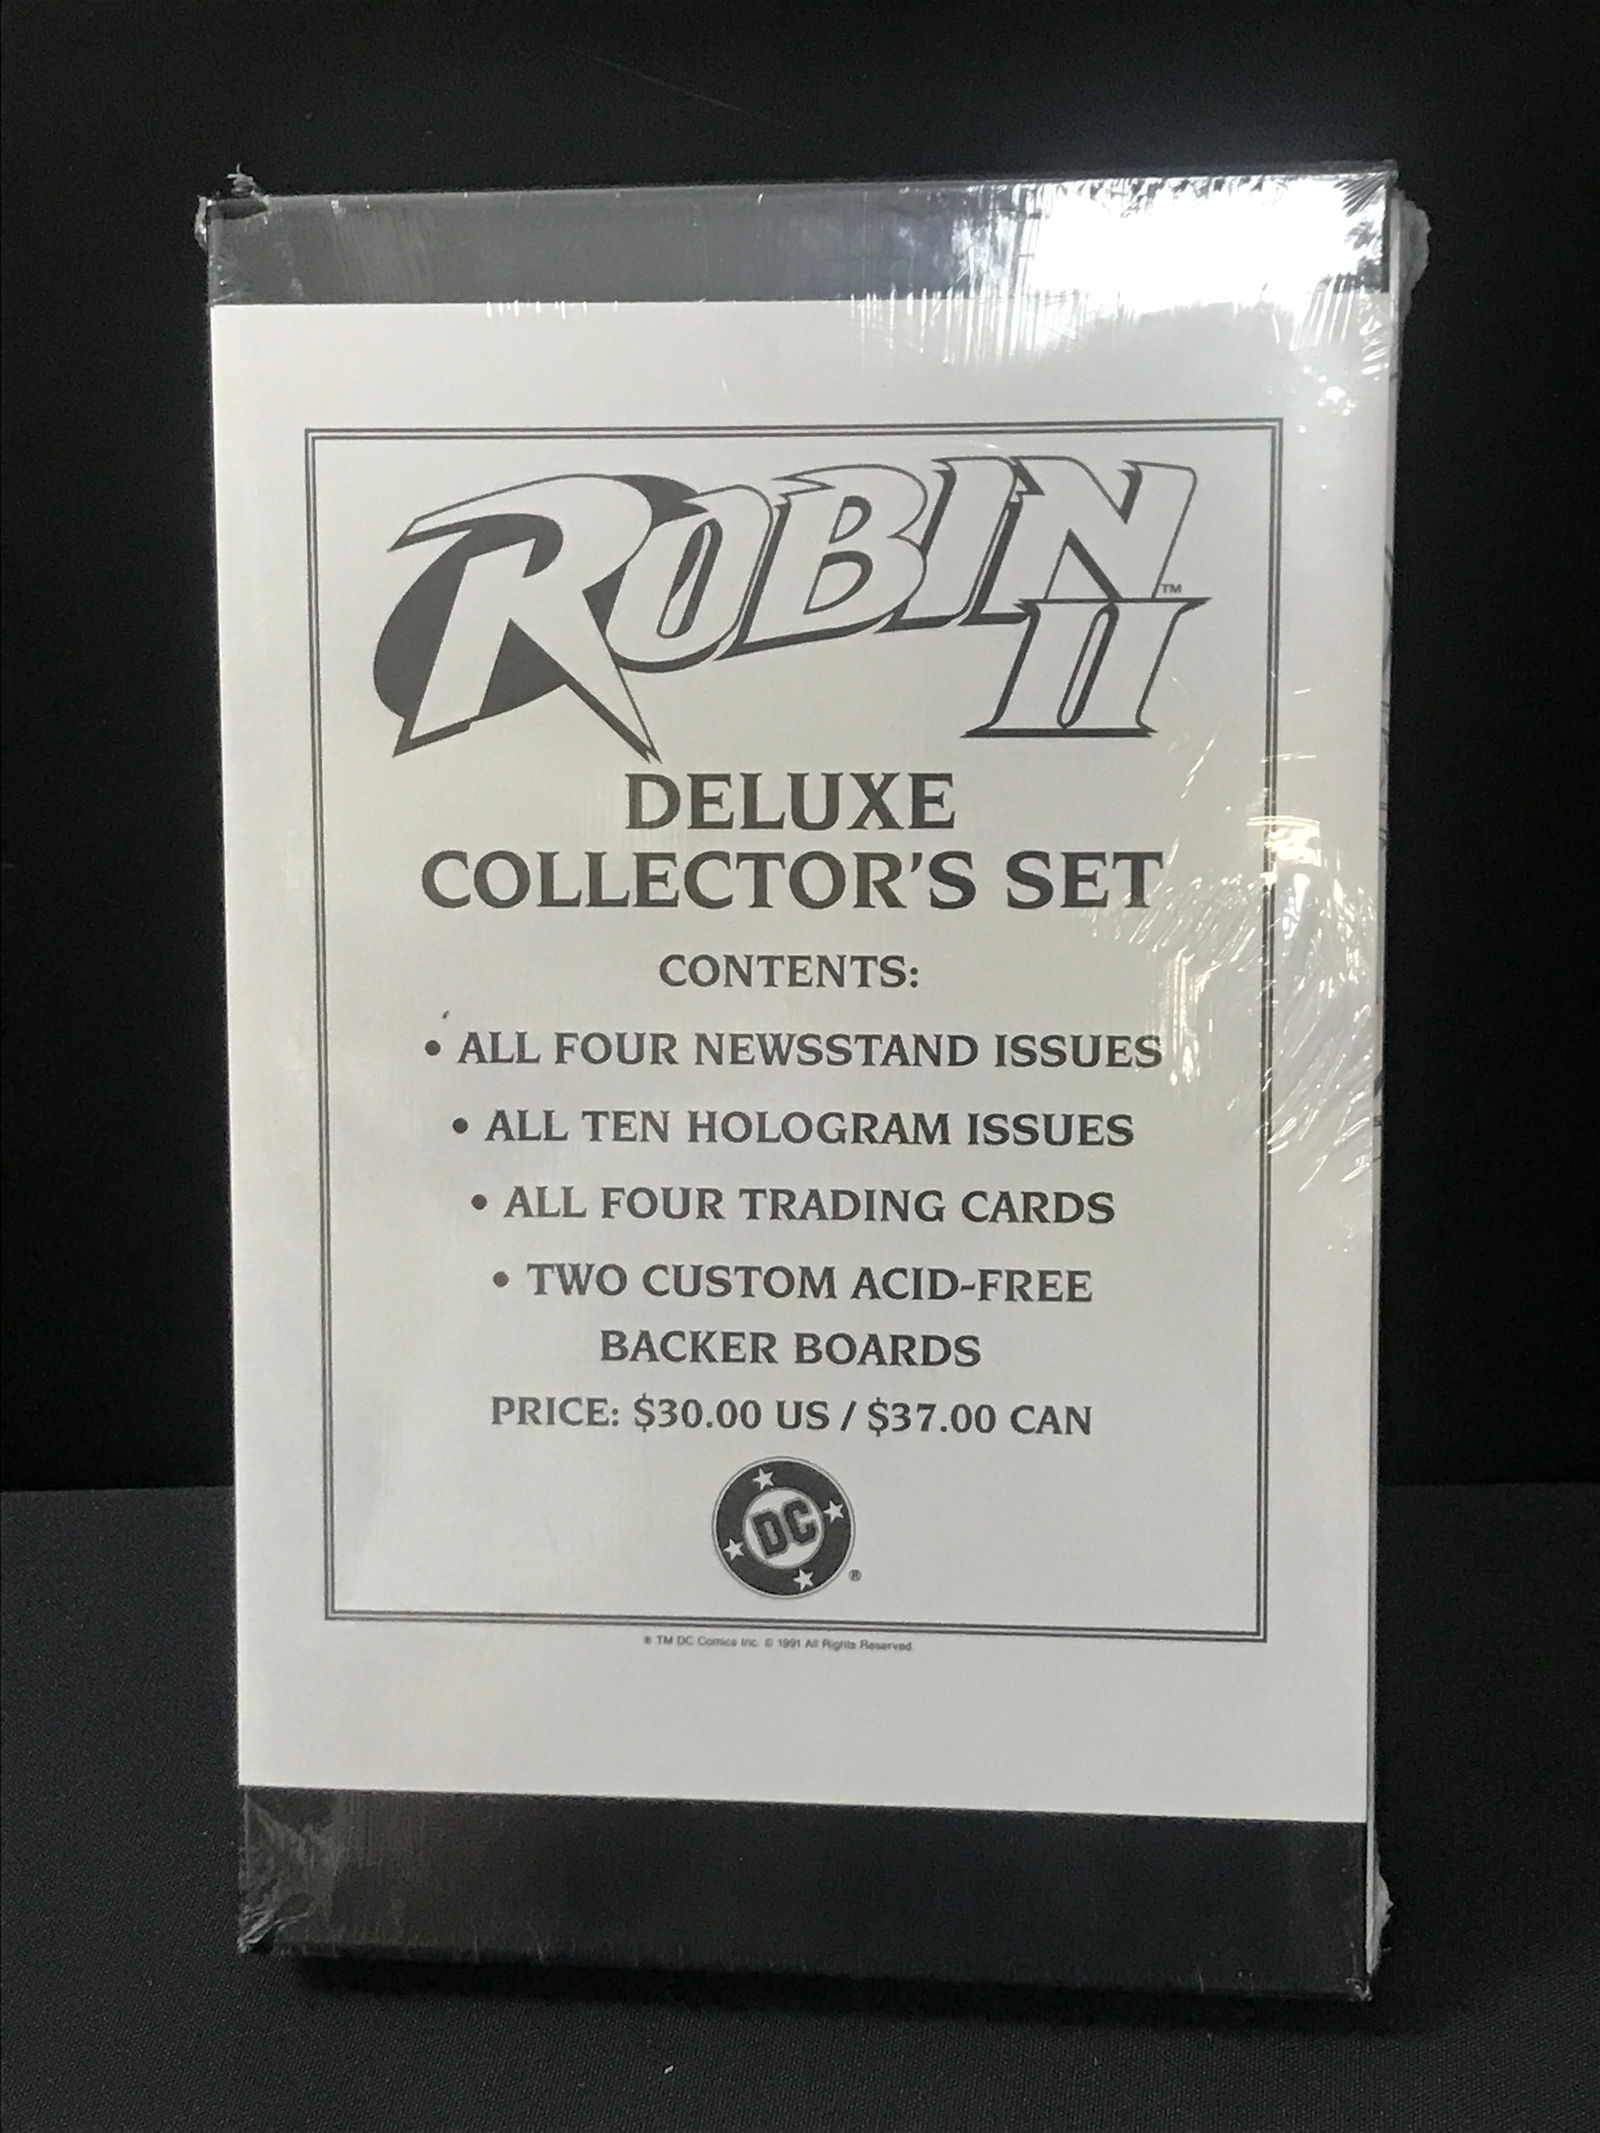 ROBIN™
II
DELUXE
COLLECTOR'S SET
CONTENTS:
• ALL FOUR NEWSSTAND ISSUES
• ALL TEN HOLOGRAM ISSUES
• ALL FOUR TRADING CARDS
• TWO CUSTOM ACID-FREE
BACKER BOARDS
PRICE: $30.00 US / $37.00 CAN
DC®
® TM DC Comics Inc. © 1991 All Rights Reserved.